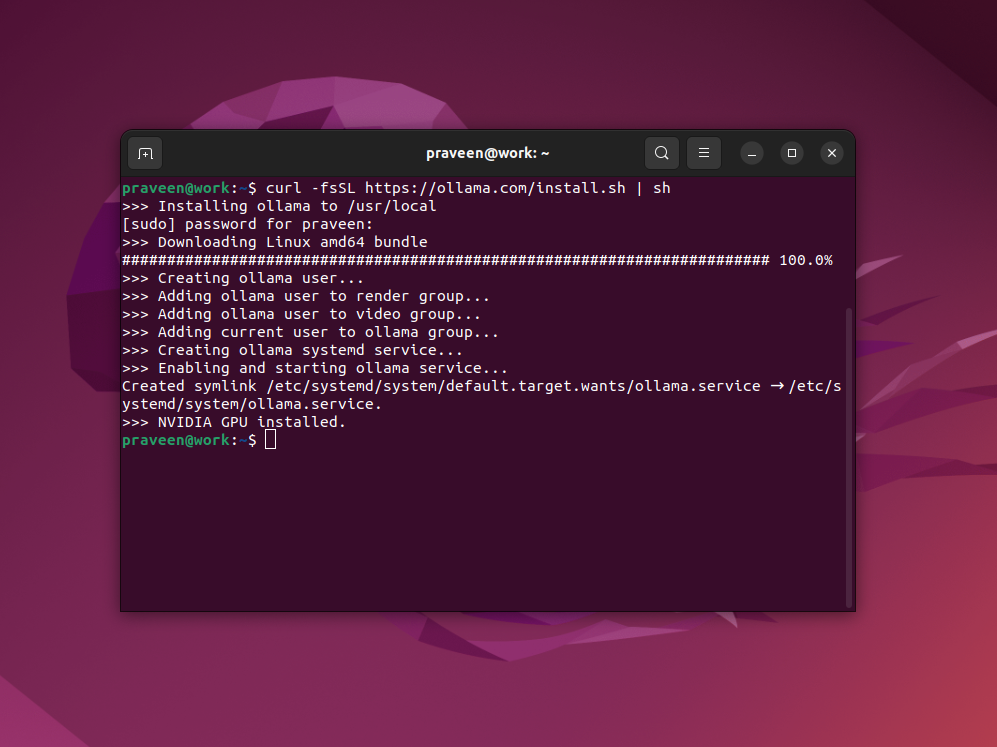 praveen@work: ~
praveen@work:~$ curl -fsSL https://ollama.com/install.sh | sh
>>> Installing ollama to /usr/local
[sudo] password for praveen:
>>> Downloading Linux amd64 bundle
######################################################################## 100.0%
>>> Creating ollama user...
>>> Adding ollama user to render group...
>>> Adding ollama user to video group...
>>> Adding current user to ollama group...
>>> Creating ollama systemd service...
>>> Enabling and starting ollama service...
Created symlink /etc/systemd/system/default.target.wants/ollama.service → /etc/s
ystemd/system/ollama.service.
>>> NVIDIA GPU installed.
praveen@work:~$